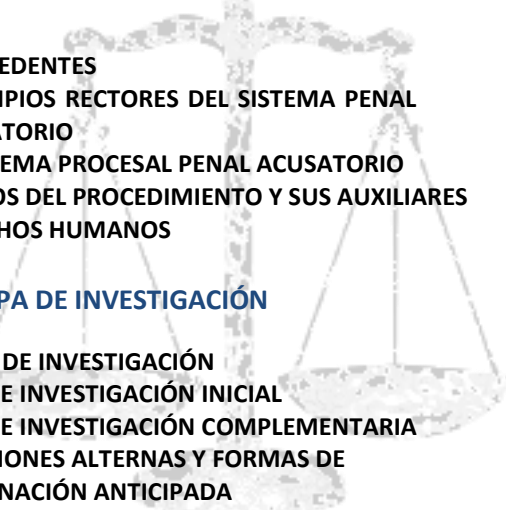 EDENTES
IPIOS RECTORES DEL SISTEMA PENAL
ATORIO
EMA PROCESAL PENAL ACUSATORIO
OS DEL PROCEDIMIENTO Y SUS AUXILIARES
CHOS HUMANOS
PA DE INVESTIGACIÓN
DE INVESTIGACIÓN
E INVESTIGACIÓN INICIAL
E INVESTIGACIÓN COMPLEMENTARIA
IONES ALTERNAS Y FORMAS DE
NACIÓN ANTICIPADA